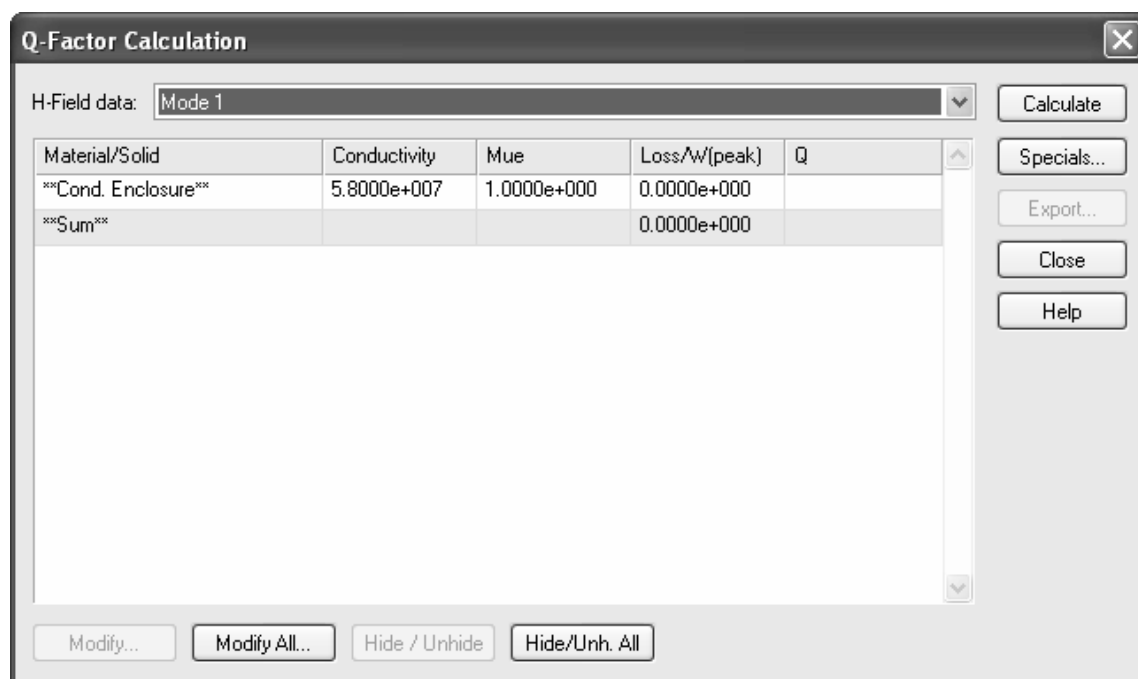 Q-Factor Calculation
H-Field data: Mode 1
Calculate
Material/Solid Conductivity Mue Loss/W(peak) Q
Specials...
**Cond. Enclosure** 5.8000e+007 1.0000e+000 0.0000e+000
**Sum** 0.0000e+000
Export...
Close
Help
Modify... Modify All... Hide / Unhide Hide/Unh. All